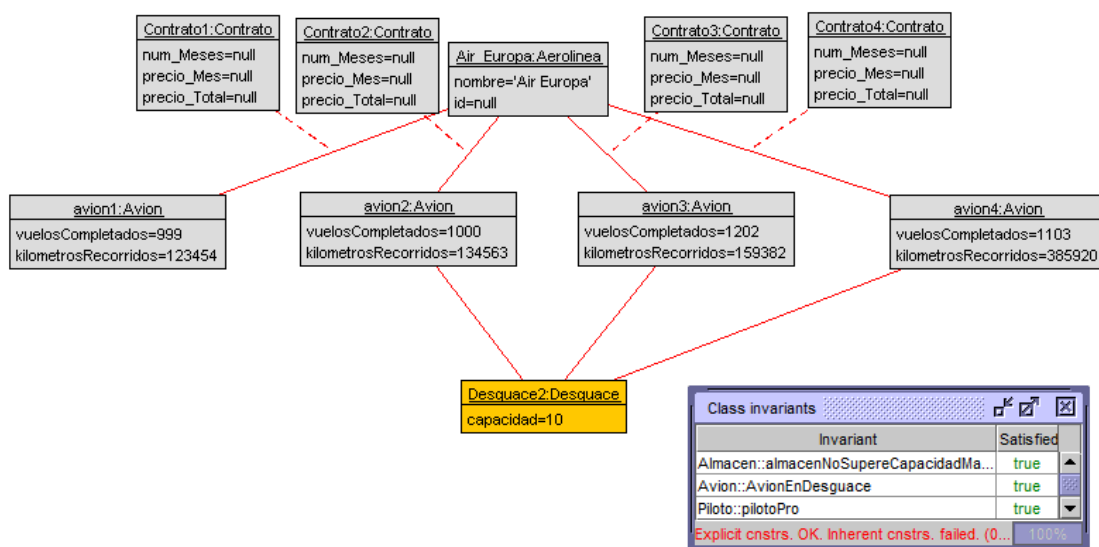 Contrato1:Contrato
num_Meses=null
precio_Mes=null
precio_Total=null
Contrato2:Contrato
num_Meses=null
precio_Mes=null
precio_Total=null
Air_Europa:Aerolinea
nombre='Air Europa'
id=null
Contrato3:Contrato
num_Meses=null
precio_Mes=null
precio_Total=null
Contrato4:Contrato
num_Meses=null
precio_Mes=null
precio_Total=null
avion1:Avion
vuelosCompletados=999
kilometrosRecorridos=123454
avion2:Avion
vuelosCompletados=1000
kilometrosRecorridos=134563
avion3:Avion
vuelosCompletados=1202
kilometrosRecorridos=159382
avion4:Avion
vuelosCompletados=1103
kilometrosRecorridos=385920
Desguace2:Desguace
capacidad=10
Class invariants
Invariant Satisfied
Almacen::almacenNoSupereCapacidadMa... true
Avion::AvionEnDesguace true
Piloto::pilotoPro true
Explicit cnstrs. OK. Inherent cnstrs. failed. (0... 100%